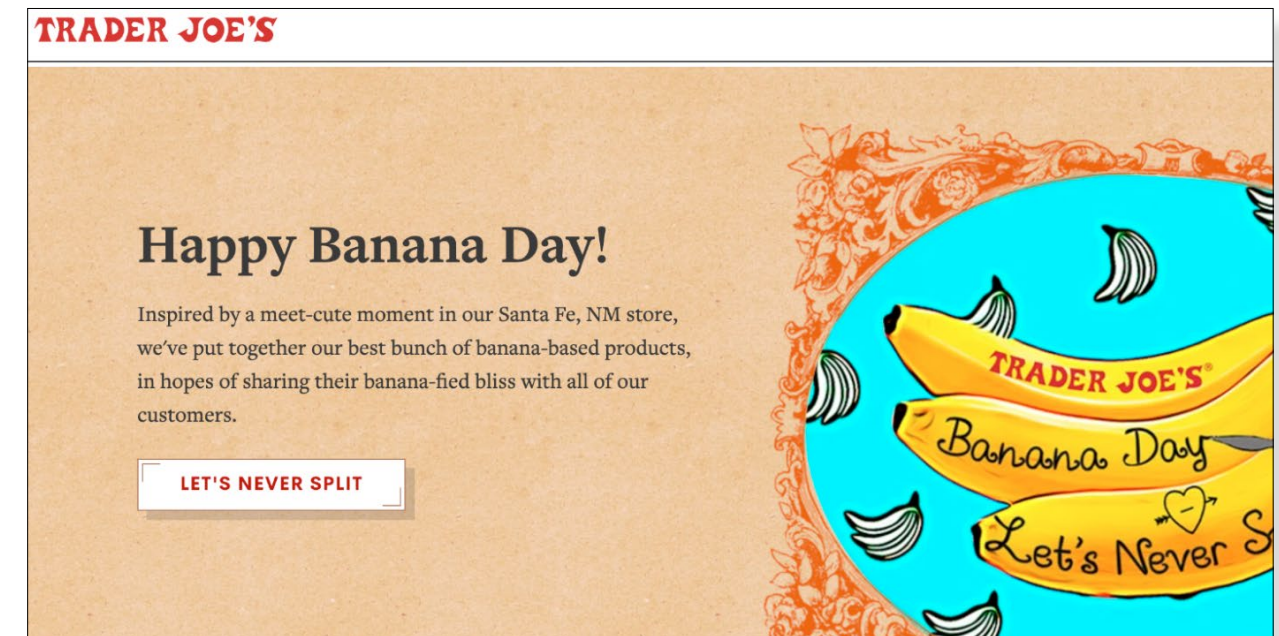 TRADER JOE'S
Happy Banana Day!
Inspired by a meet-cute moment in our Santa Fe, NM store,
we've put together our best bunch of banana-based products,
in hopes of sharing their banana-fied bliss with all of our
customers.
LET'S NEVER SPLIT
TRADER JOE'S®
Banana Day
Let's Never